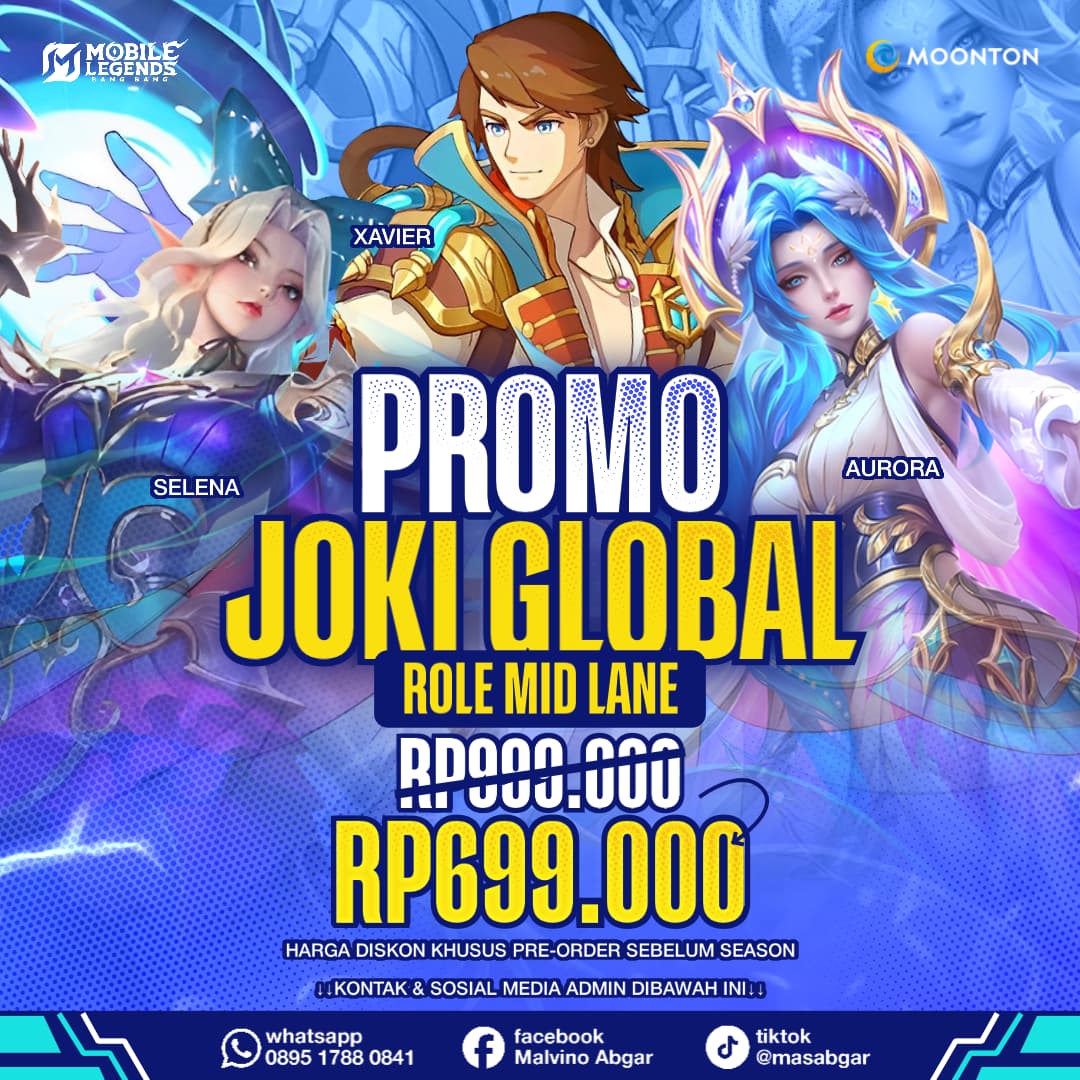 MOBILE
LEGENDS
BANG BANG
MOONTON
XAVIER
SELENA
AURORA
PROMO
JOKI GLOBAL
ROLE MID LANE
RP999.000
RP699.000
HARGA DISKON KHUSUS PRE-ORDER SEBELUM SEASON
↓↓KONTAK & SOSIAL MEDIA ADMIN DIBAWAH INI↓↓
whatsapp
0895 1788 0841
facebook
Malvino Abgar
tiktok
@masabgar